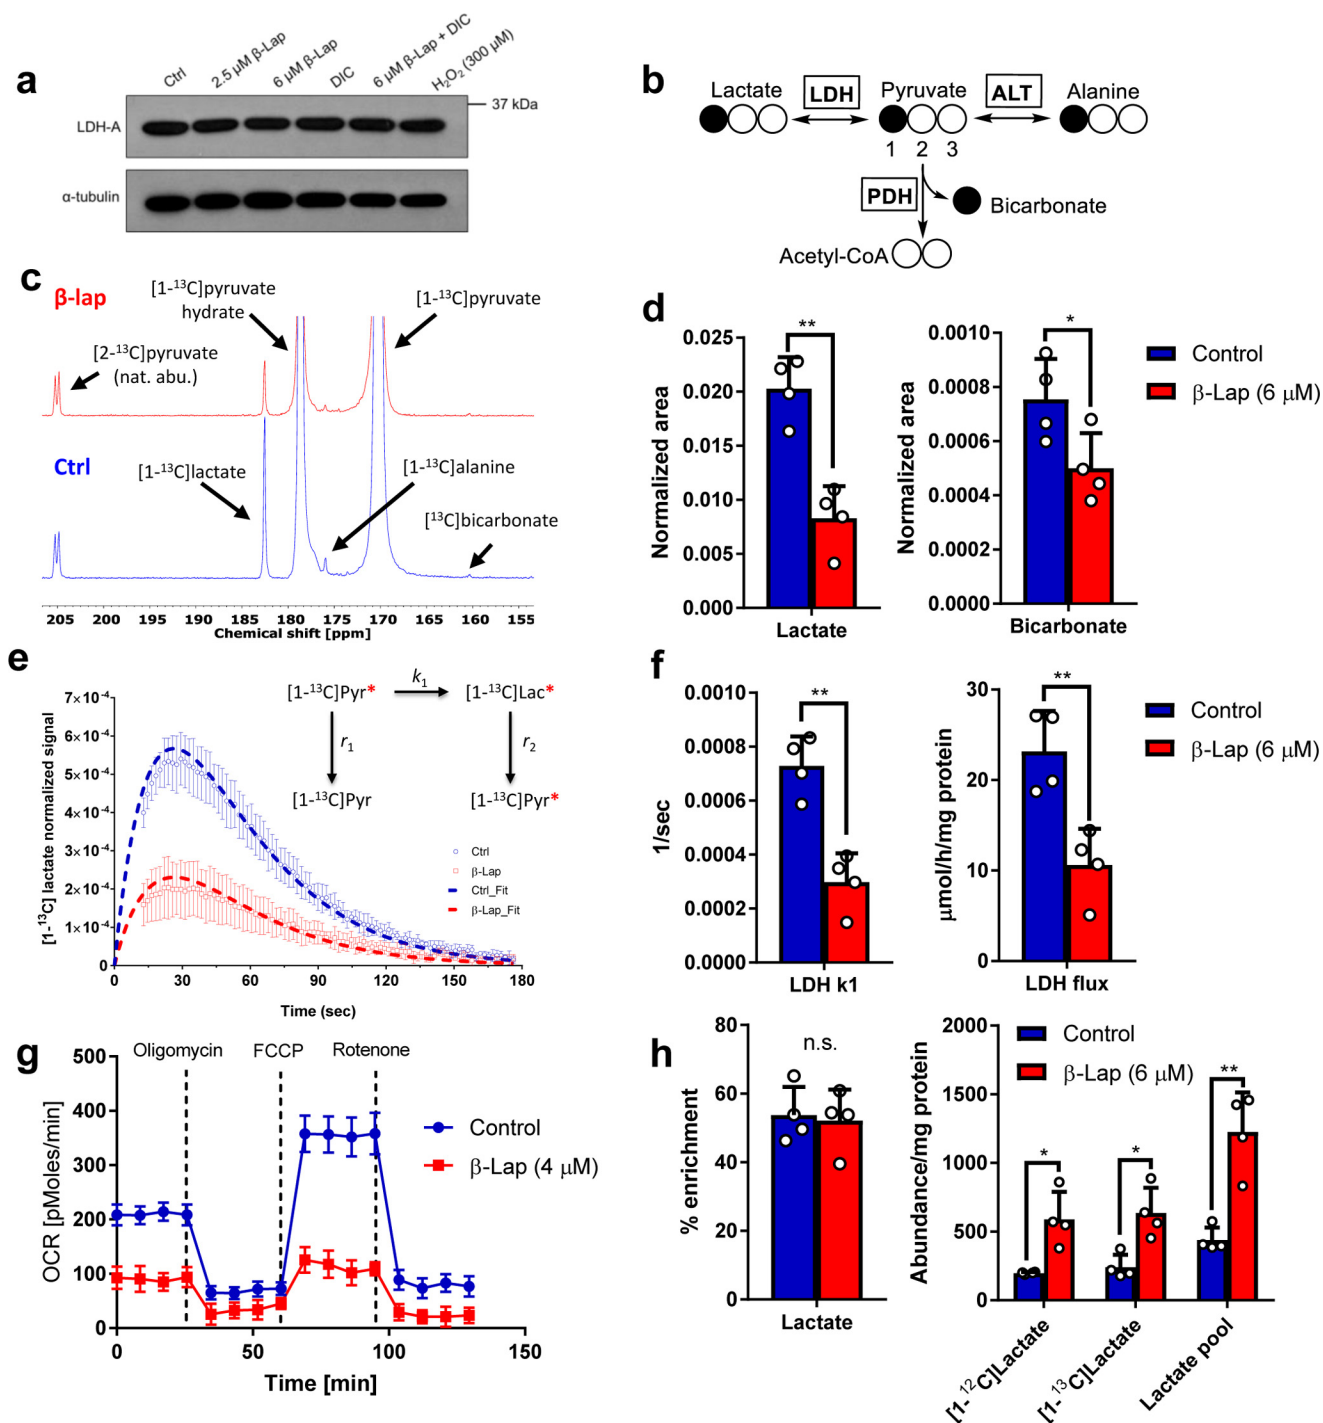 a
Ctrl
2.5 µM β-Lap
6 µM β-Lap
DIC
6 µM β-Lap + DIC
H₂O₂ (300 µM)
37 kDa
LDH-A
α-tubulin
b
Lactate
LDH
Pyruvate
ALT
Alanine
1 2 3
PDH
Bicarbonate
Acetyl-CoA
c
β-lap
[1-¹³C]pyruvate
hydrate
[1-¹³C]pyruvate
[2-¹³C]pyruvate
(nat. abu.)
Ctrl
[1-¹³C]lactate
[1-¹³C]alanine
[¹³C]bicarbonate
205 200 195 190 185 180 175 170 165 160 155
Chemical shift [ppm]
d
Normalized area
0.025
0.020
0.015
0.010
0.005
0.000
**
Lactate
Normalized area
0.0010
0.0008
0.0006
0.0004
0.0002
0.0000
*
Bicarbonate
Control
β-Lap (6 µM)
e
[1-¹³C] lactate normalized signal
7×10⁻⁴
6×10⁻⁴
5×10⁻⁴
4×10⁻⁴
3×10⁻⁴
2×10⁻⁴
1×10⁻⁴
0
0 30 60 90 120 150 180
Time (sec)
[1-¹³C]Pyr*
k₁
[1-¹³C]Lac*
r₁
r₂
[1-¹³C]Pyr
[1-¹³C]Pyr*
Ctrl
β-Lap
Ctrl_Fit
β-Lap_Fit
f
1/sec
0.0010
0.0008
0.0006
0.0004
0.0002
0.0000
**
LDH k1
µmol/h/mg protein
30
20
10
0
**
LDH flux
Control
β-Lap (6 µM)
g
OCR [pMoles/min]
500
400
300
200
100
0
Oligomycin
FCCP
Rotenone
Control
β-Lap (4 µM)
0 50 100 150
Time [min]
h
% enrichment
80
60
40
20
0
n.s.
Lactate
Abundance/mg protein
2000
1500
1000
500
0
Control
β-Lap (6 µM)
*
*
**
[1-¹²C]Lactate
[1-¹³C]Lactate
Lactate pool